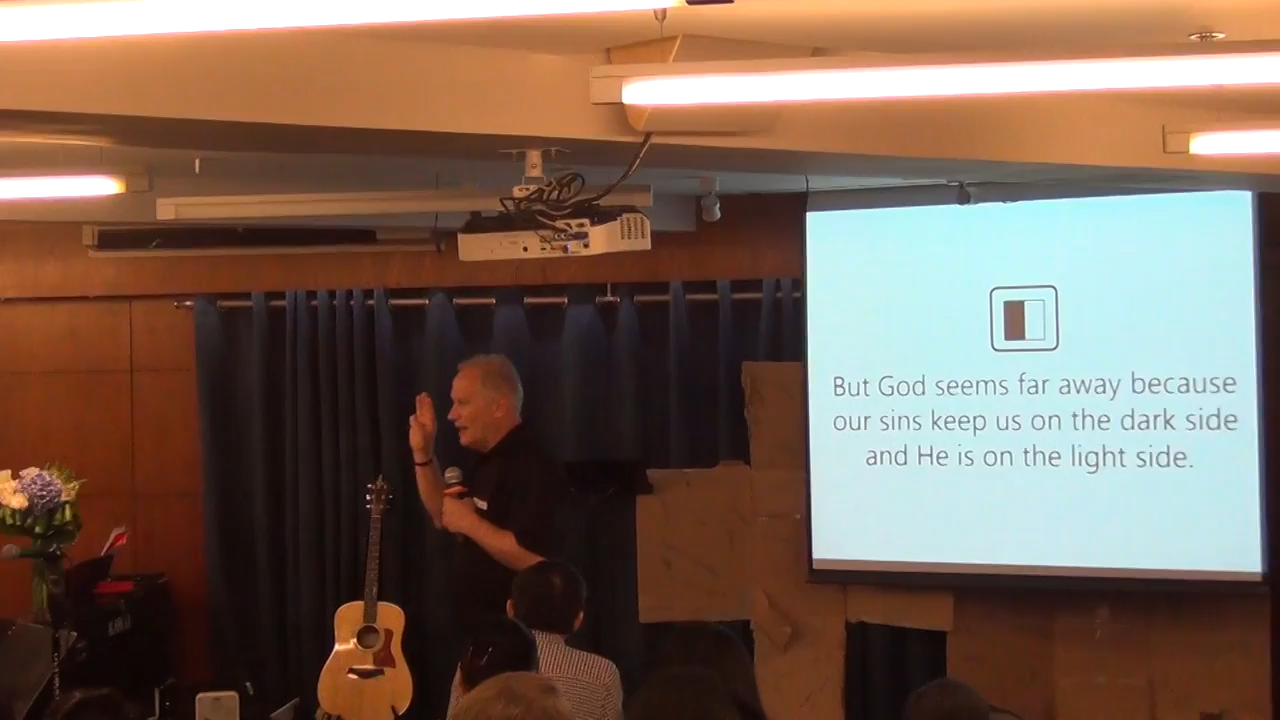 But God seems far away because
our sins keep us on the dark side
and He is on the light side.